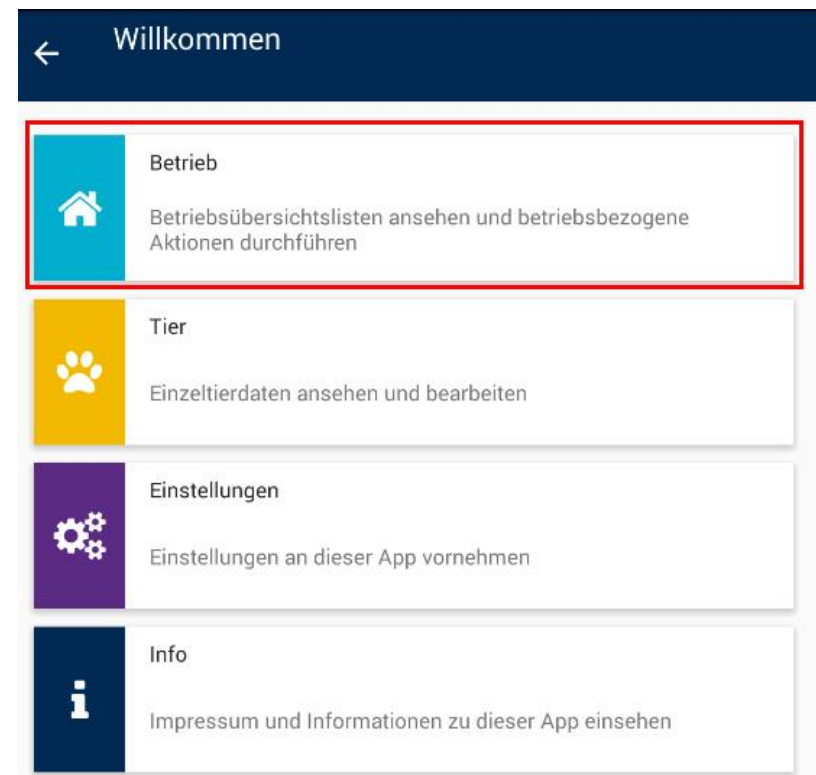 Willkommen
Betrieb
Betriebsübersichtslisten ansehen und betriebsbezogene
Aktionen durchführen
Tier
Einzeltierdaten ansehen und bearbeiten
Einstellungen
Einstellungen an dieser App vornehmen
Info
Impressum und Informationen zu dieser App einsehen